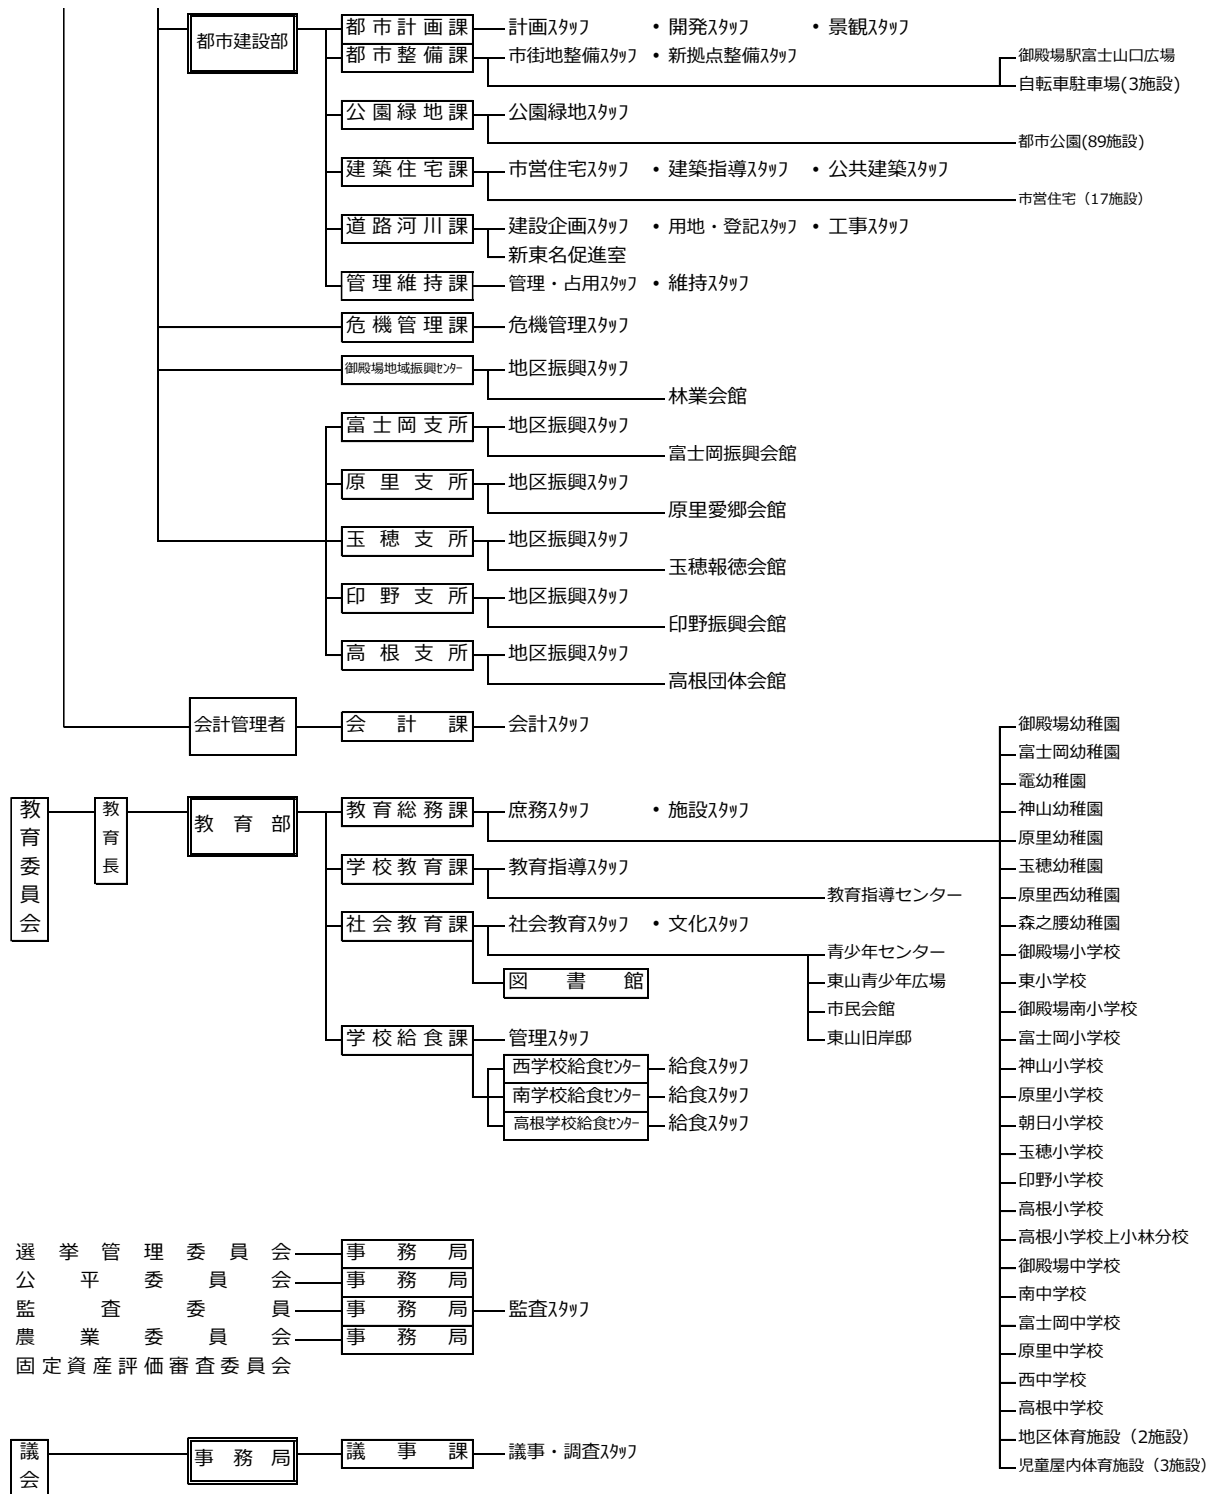 都市建設部
都市計画課 計画ｽﾀｯﾌ ・開発ｽﾀｯﾌ ・景観ｽﾀｯﾌ
都市整備課 市街地整備ｽﾀｯﾌ ・新拠点整備ｽﾀｯﾌ
御殿場駅富士山口広場
自転車駐車場(3施設)
公園緑地課 公園緑地ｽﾀｯﾌ
都市公園(89施設)
建築住宅課 市営住宅ｽﾀｯﾌ ・建築指導ｽﾀｯﾌ ・公共建築ｽﾀｯﾌ
市営住宅（17施設）
道路河川課 建設企画ｽﾀｯﾌ ・用地・登記ｽﾀｯﾌ ・工事ｽﾀｯﾌ
新東名促進室
管理維持課 管理・占用ｽﾀｯﾌ ・維持ｽﾀｯﾌ
危機管理課 危機管理ｽﾀｯﾌ
御殿場地域振興ｾﾝﾀｰ 地区振興ｽﾀｯﾌ
林業会館
富士岡支所 地区振興ｽﾀｯﾌ
富士岡振興会館
原里支所 地区振興ｽﾀｯﾌ
原里愛郷会館
玉穂支所 地区振興ｽﾀｯﾌ
玉穂報徳会館
印野支所 地区振興ｽﾀｯﾌ
印野振興会館
高根支所 地区振興ｽﾀｯﾌ
高根団体会館
会計管理者 会計課 会計ｽﾀｯﾌ
教育委員会 教育長 教育部
教育総務課 庶務ｽﾀｯﾌ ・施設ｽﾀｯﾌ
御殿場幼稚園
富士岡幼稚園
竈幼稚園
神山幼稚園
原里幼稚園
玉穂幼稚園
原里西幼稚園
森之腰幼稚園
御殿場小学校
東小学校
御殿場南小学校
富士岡小学校
神山小学校
原里小学校
朝日小学校
玉穂小学校
印野小学校
高根小学校
高根小学校上小林分校
御殿場中学校
南中学校
富士岡中学校
原里中学校
西中学校
高根中学校
地区体育施設（2施設）
児童屋内体育施設（3施設）
学校教育課 教育指導ｽﾀｯﾌ
教育指導センター
社会教育課 社会教育ｽﾀｯﾌ ・文化ｽﾀｯﾌ
青少年センター
東山青少年広場
市民会館
東山旧岸邸
図書館
学校給食課 管理ｽﾀｯﾌ
西学校給食ｾﾝﾀｰ 給食ｽﾀｯﾌ
南学校給食ｾﾝﾀｰ 給食ｽﾀｯﾌ
高根学校給食ｾﾝﾀｰ 給食ｽﾀｯﾌ
選挙管理委員会 事務局
公平委員会 事務局
監査委員 事務局 監査ｽﾀｯﾌ
農業委員会 事務局
固定資産評価審査委員会
議会 事務局 議事課 議事・調査ｽﾀｯﾌ